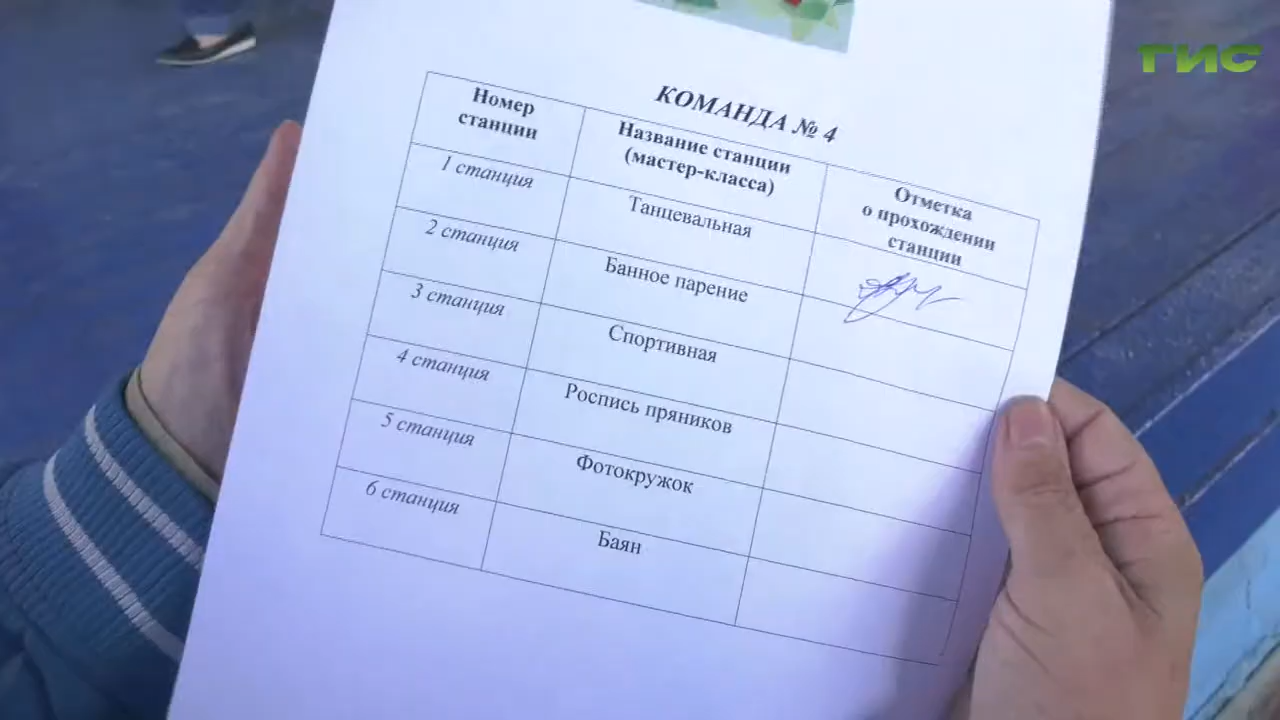 ГИС
КОМАНДА № 4
Номер
станции
Название станции
(мастер-класса)
Отметка
о прохождении
станции
1 станция
Танцевальная
2 станция
Банное парение
3 станция
Спортивная
4 станция
Роспись пряников
5 станция
Фотокружок
6 станция
Баян